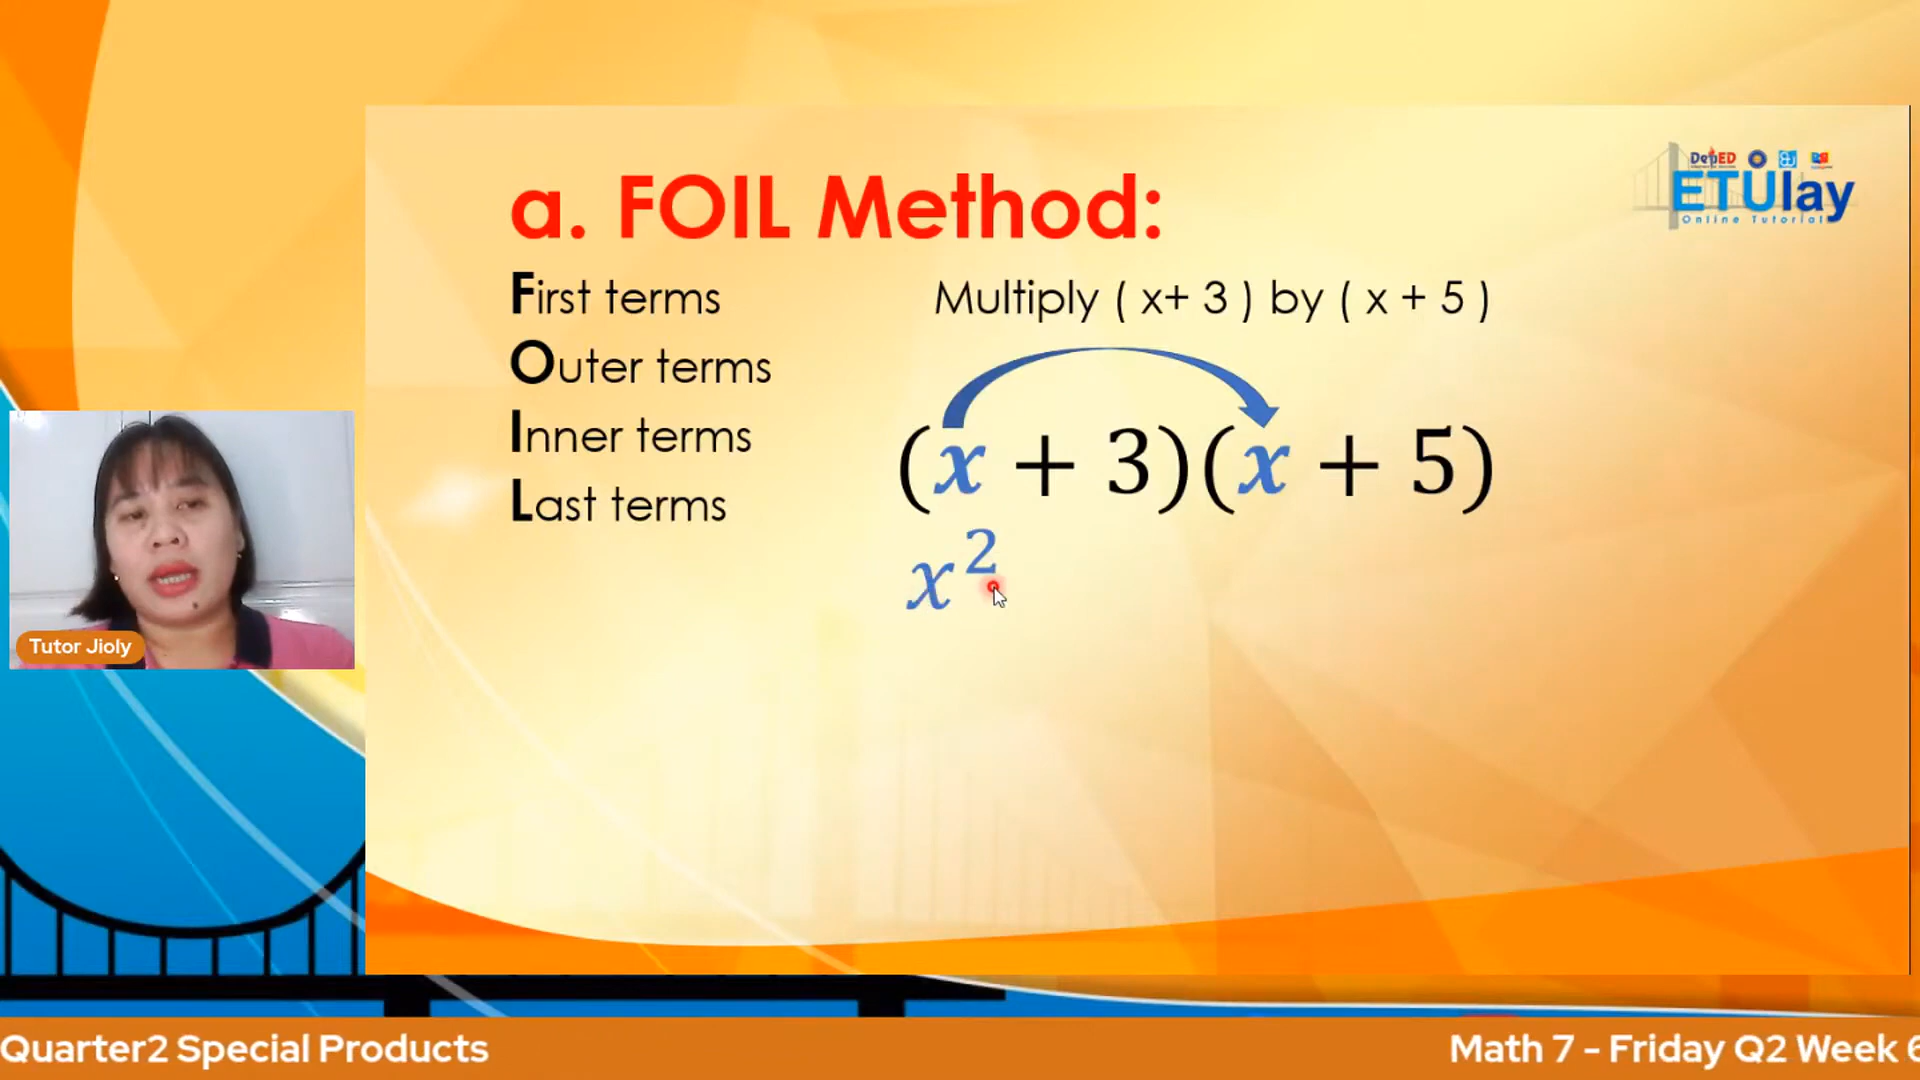 a. FOIL Method:
First terms
Outer terms
Inner terms
Last terms
Multiply ( x+ 3 ) by ( x + 5 )
(x + 3)(x + 5)
x²
DepED
ETUlay
Online Tutorial
Tutor Jioly
Quarter2 Special Products
Math 7 - Friday Q2 Week 6